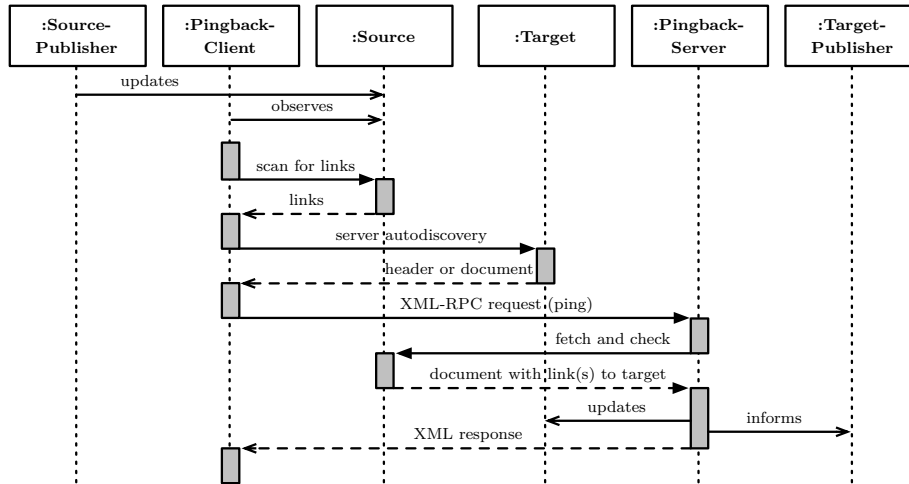 :Source-
Publisher
:Pingback-
Client
:Source
:Target
:Pingback-
Server
:Target-
Publisher
updates
observes
scan for links
links
server autodiscovery
header or document
XML-RPC request (ping)
fetch and check
document with link(s) to target
updates
informs
XML response